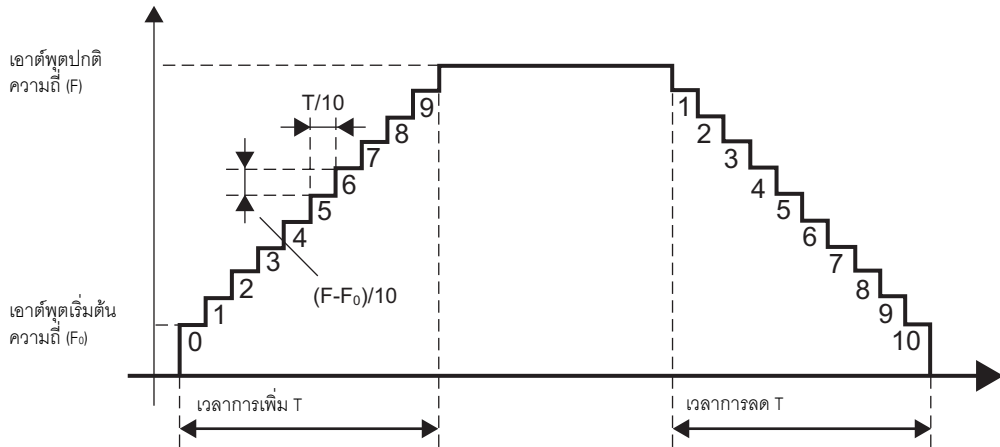 เอาต์พุตปกติ
ความถี่ (F)
T/10
0
1
2
3
4
5
6
7
8
9
1
2
3
4
5
6
7
8
9
10
(F-F₀)/10
เอาต์พุตเริ่มต้น
ความถี่ (F₀)
เวลาการเพิ่ม T
เวลาการลด T